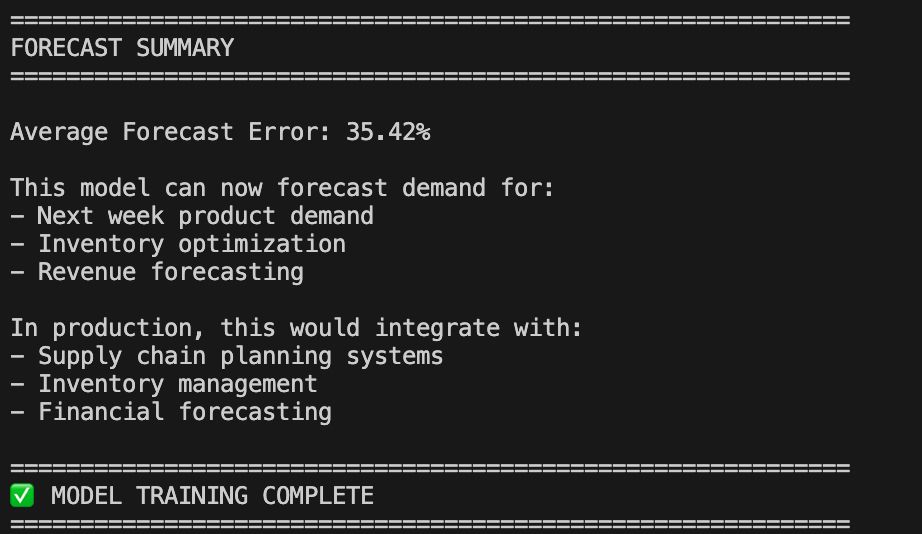 ============================================================
FORECAST SUMMARY
============================================================
Average Forecast Error: 35.42%
This model can now forecast demand for:
- Next week product demand
- Inventory optimization
- Revenue forecasting
In production, this would integrate with:
- Supply chain planning systems
- Inventory management
- Financial forecasting
============================================================
✅ MODEL TRAINING COMPLETE
============================================================